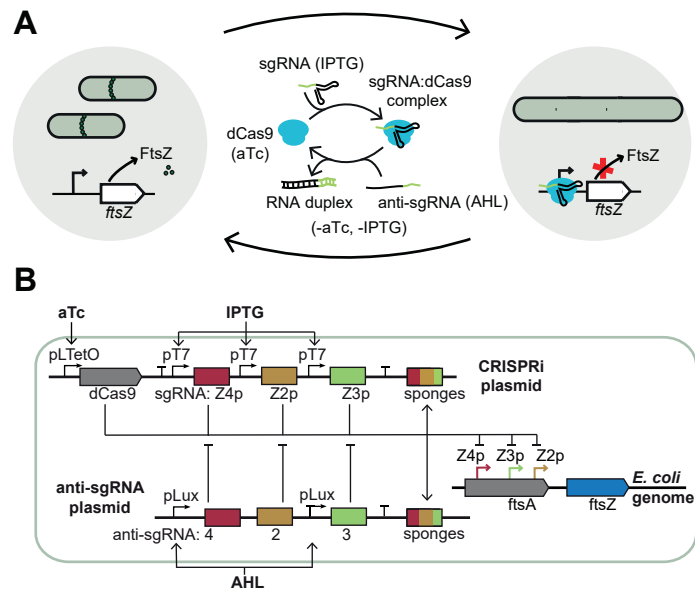 A
sgRNA (IPTG)
sgRNA:dCas9
complex
FtsZ
dCas9
(aTc)
FtsZ
ftsZ
RNA duplex
anti-sgRNA (AHL)
ftsZ
(-aTc, -IPTG)
B
aTc
IPTG
pLTetO
pT7
pT7
pT7
CRISPRi
plasmid
dCas9
sgRNA: Z4p
Z2p
Z3p
sponges
Z4p
Z3p
Z2p
anti-sgRNA
plasmid
pLux
pLux
E. coli
genome
ftsA
ftsZ
anti-sgRNA: 4
2
3
sponges
AHL